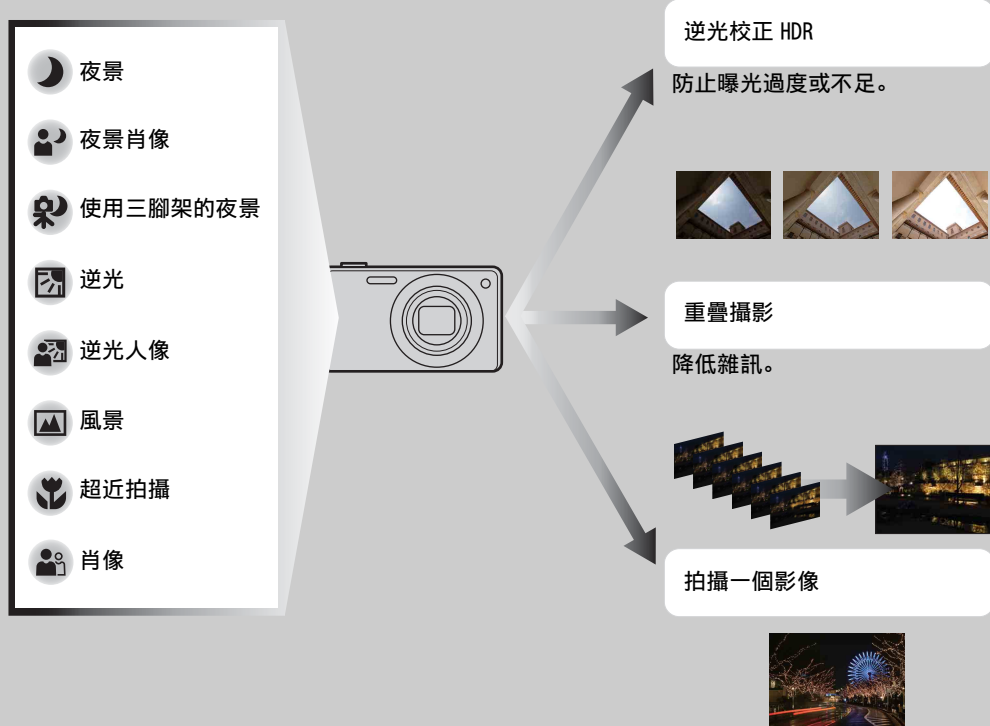 夜景
夜景肖像
使用三腳架的夜景
逆光
逆光人像
風景
超近拍攝
肖像
逆光校正 HDR
防止曝光過度或不足。
重疊攝影
降低雜訊。
拍攝一個影像